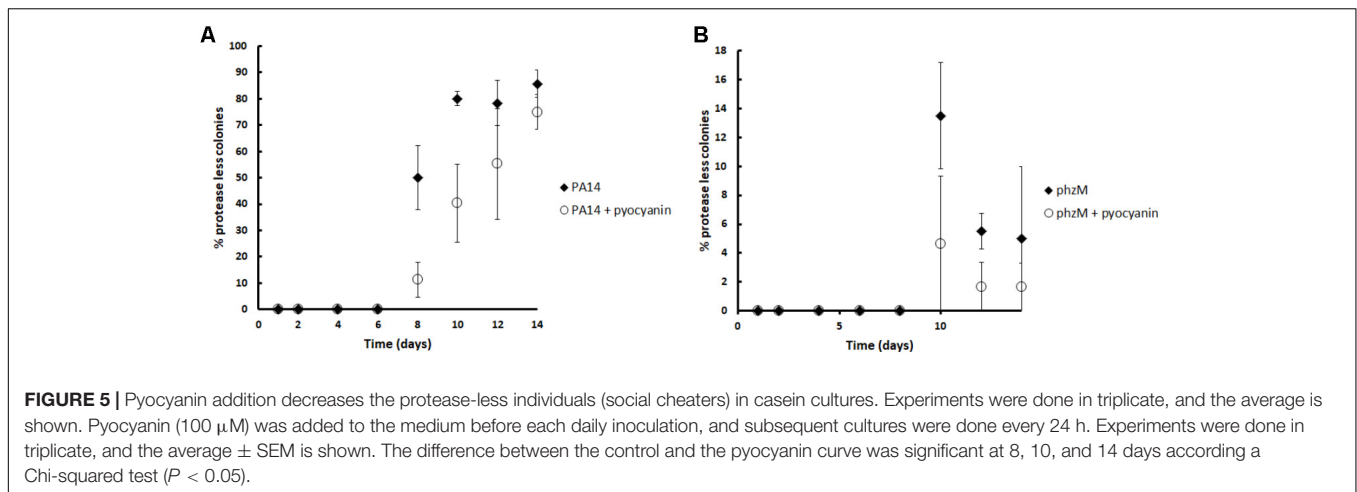 A
% protease less colonies
100
90
80
70
60
50
40
30
20
10
0
0 2 4 6 8 10 12 14
Time (days)
PA14
PA14 + pyocyanin
B
% protease less colonies
18
16
14
12
10
8
6
4
2
0
0 5 10
Time (days)
phzM
phzM + pyocyanin
FIGURE 5 | Pyocyanin addition decreases the protease-less individuals (social cheaters) in casein cultures. Experiments were done in triplicate, and the average is
shown. Pyocyanin (100 μM) was added to the medium before each daily inoculation, and subsequent cultures were done every 24 h. Experiments were done in
triplicate, and the average ± SEM is shown. The difference between the control and the pyocyanin curve was significant at 8, 10, and 14 days according a
Chi-squared test (P < 0.05).